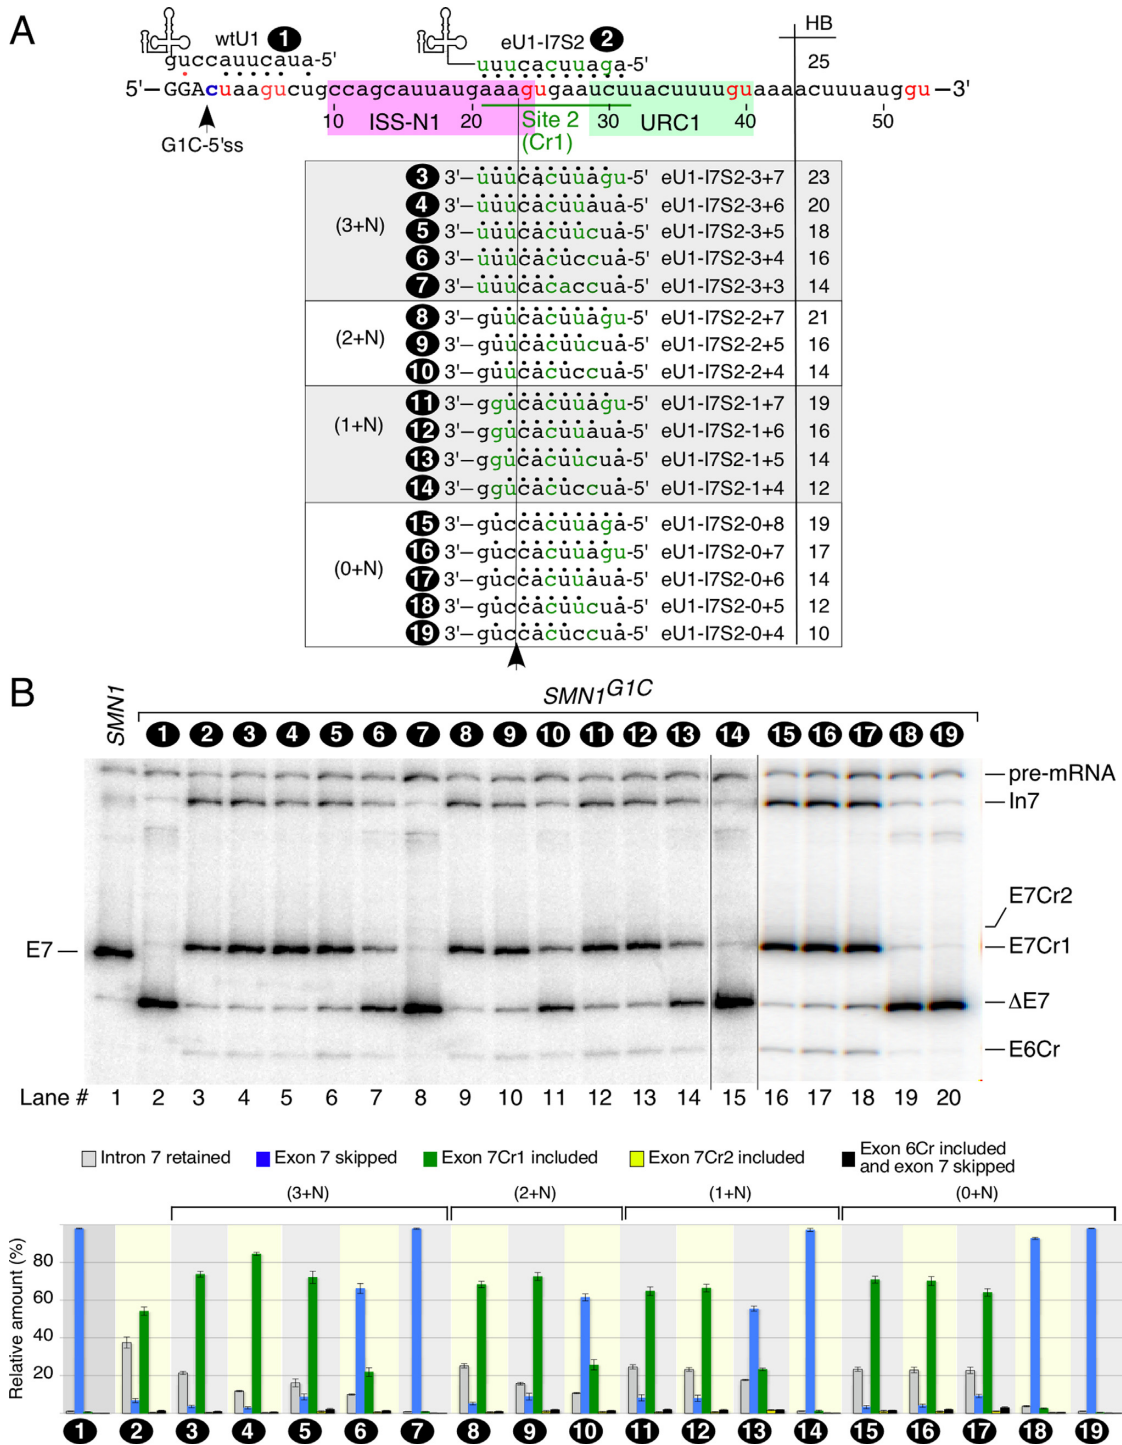 A
HB
wtU1 1
guccauucaua-5'
eU1-I7S2 2
uuucacuuaga-5'
25
5'–GGAcuaagucugccagcauuaugaaagugaaucuuacuuuuguaaaacuuuauggu–3'
10 ISS-N1 20 Site 2 30 URC1 40 50
(Cr1)
G1C-5'ss
(3+N)
3 3'–uuucacuuagu-5' eU1-I7S2-3+7 23
4 3'–uuucacuuaua-5' eU1-I7S2-3+6 20
5 3'–uuucacuucua-5' eU1-I7S2-3+5 18
6 3'–uuucacuccua-5' eU1-I7S2-3+4 16
7 3'–uuucacaccua-5' eU1-I7S2-3+3 14
(2+N)
8 3'–guucacuuagu-5' eU1-I7S2-2+7 21
9 3'–guucacuucua-5' eU1-I7S2-2+5 16
10 3'–guucacuccua-5' eU1-I7S2-2+4 14
(1+N)
11 3'–ggucacuuagu-5' eU1-I7S2-1+7 19
12 3'–ggucacuuaua-5' eU1-I7S2-1+6 16
13 3'–ggucacuucua-5' eU1-I7S2-1+5 14
14 3'–ggucacuccua-5' eU1-I7S2-1+4 12
(0+N)
15 3'–guccacuuaga-5' eU1-I7S2-0+8 19
16 3'–guccacuuagu-5' eU1-I7S2-0+7 17
17 3'–guccacuuaua-5' eU1-I7S2-0+6 14
18 3'–guccacuucua-5' eU1-I7S2-0+5 12
19 3'–guccacuccua-5' eU1-I7S2-0+4 10
B
SMN1
SMN1G1C
1 2 3 4 5 6 7 8 9 10 11 12 13 14 15 16 17 18 19
pre-mRNA
In7
E7Cr2
E7
E7Cr1
ΔE7
E6Cr
Lane # 1 2 3 4 5 6 7 8 9 10 11 12 13 14 15 16 17 18 19 20
Intron 7 retained
Exon 7 skipped
Exon 7Cr1 included
Exon 7Cr2 included
Exon 6Cr included
and exon 7 skipped
(3+N) (2+N) (1+N) (0+N)
Relative amount (%)
80
60
40
20
1 2 3 4 5 6 7 8 9 10 11 12 13 14 15 16 17 18 19